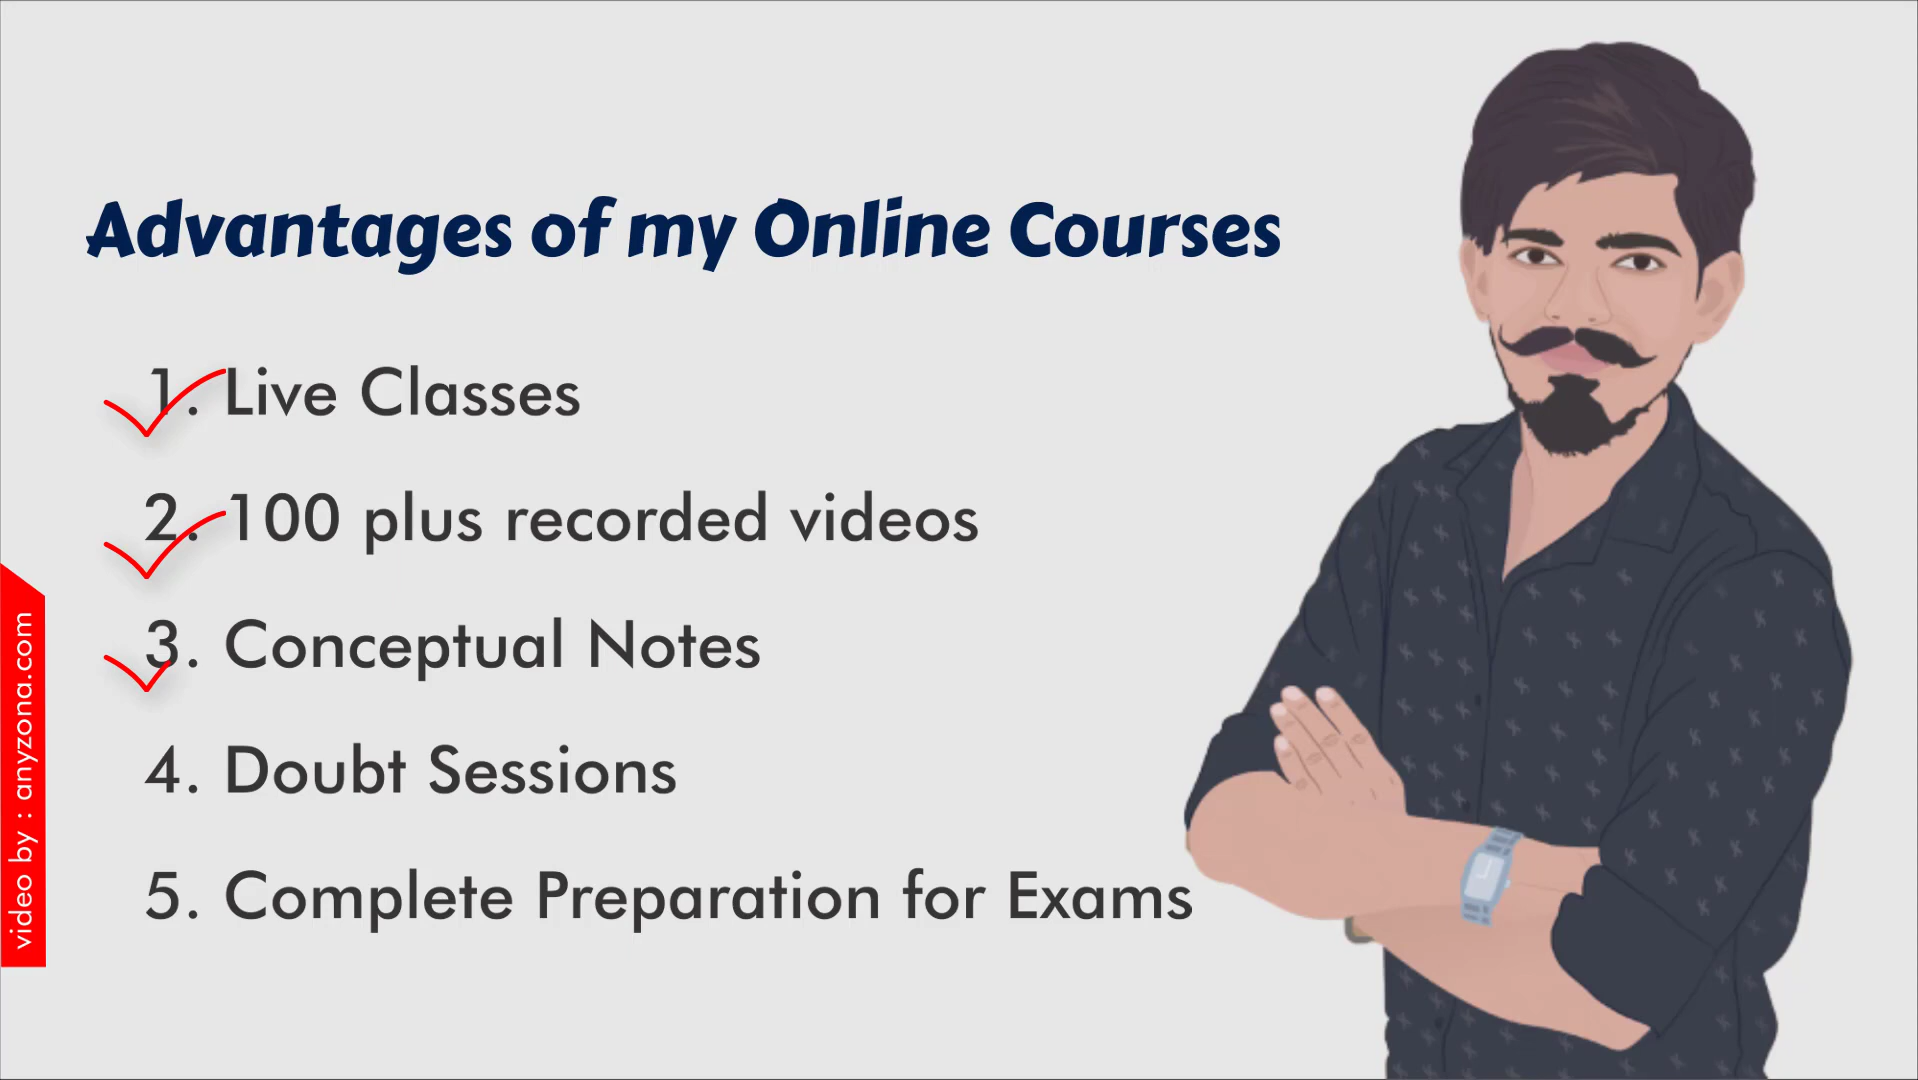 Advantages of my Online Courses
1. Live Classes
2. 100 plus recorded videos
3. Conceptual Notes
4. Doubt Sessions
5. Complete Preparation for Exams
video by : anyzona.com